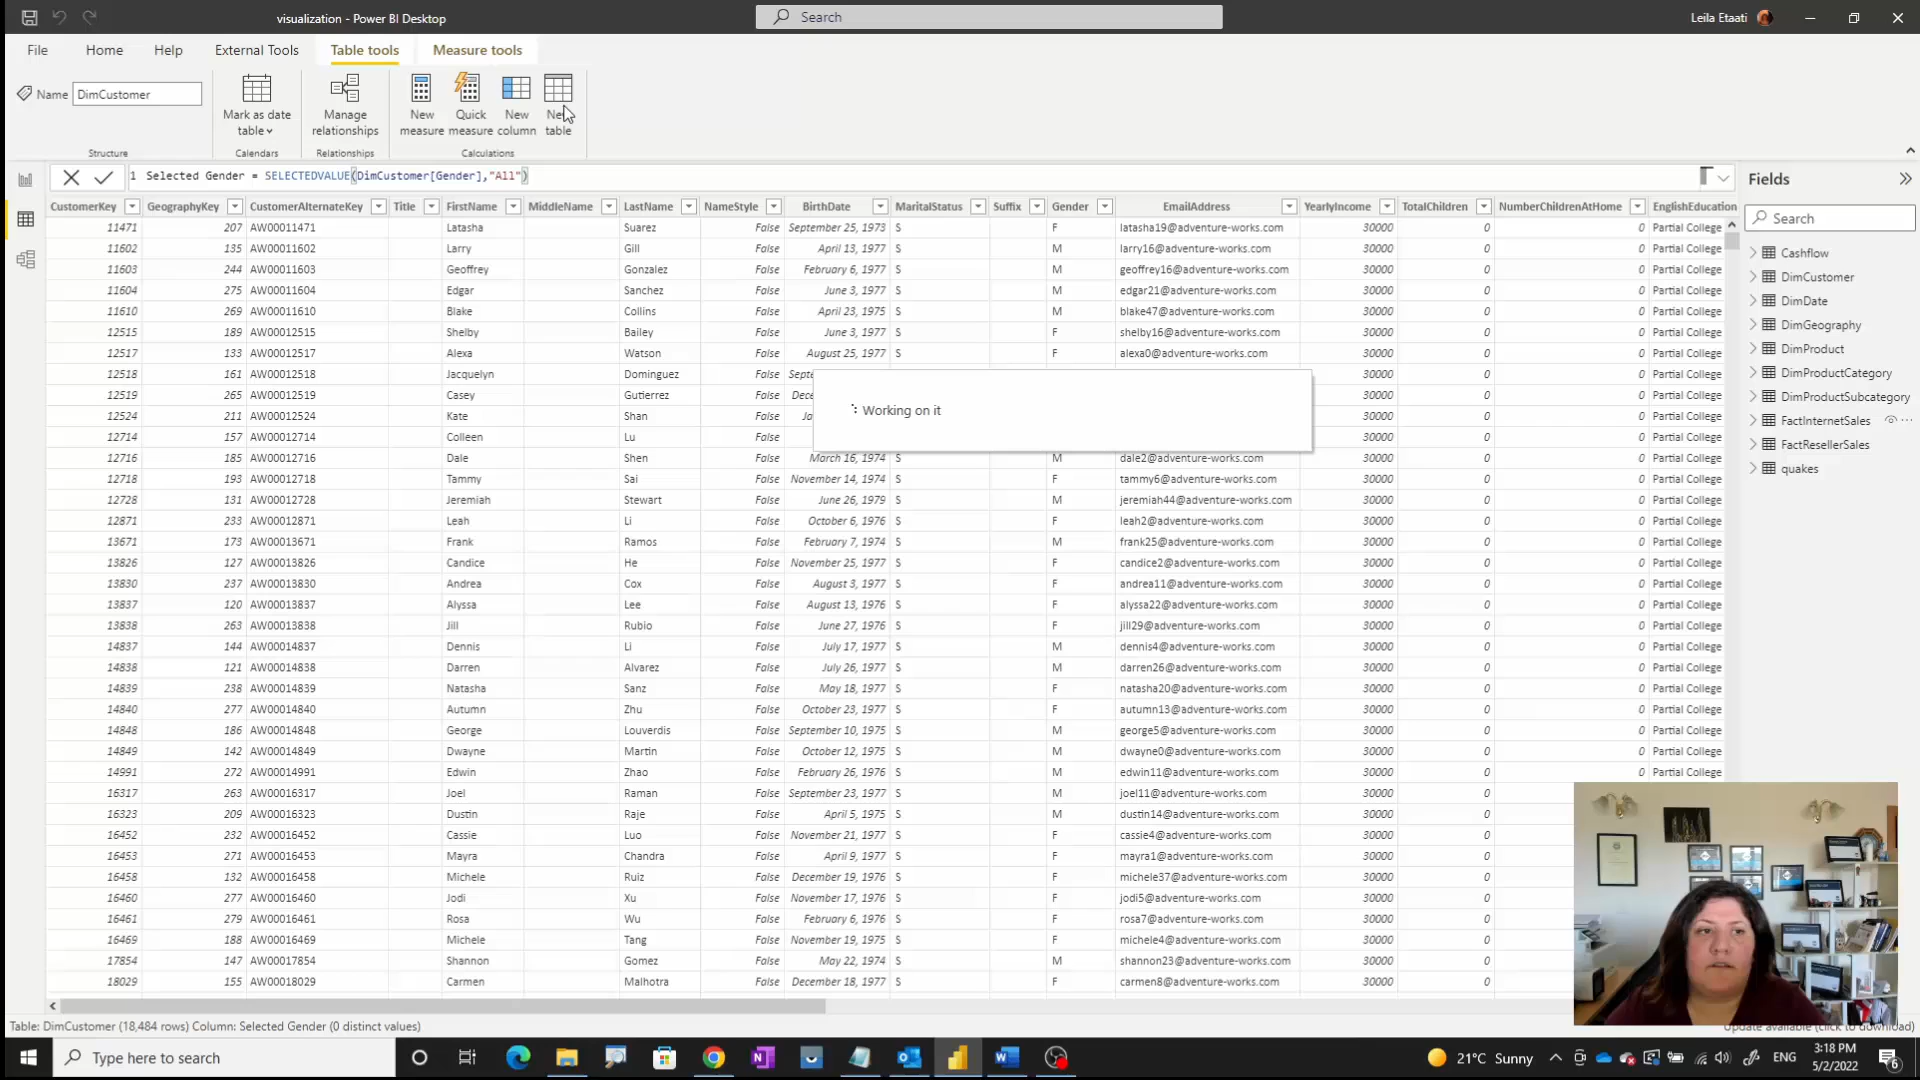 visualization - Power BI Desktop
Search
Leila Etaati
File Home Help External Tools Table tools Measure tools
Name DimCustomer
Mark as date table
Manage relationships
New measure
Quick measure
New column
table
Structure Calendars Relationships Calculations
1 Selected Gender = SELECTEDVALUE(DimCustomer[Gender],"All")
CustomerKey GeographyKey CustomerAlternateKey Title FirstName MiddleName LastName NameStyle BirthDate MaritalStatus Suffix Gender EmailAddress YearlyIncome TotalChildren NumberChildrenAtHome EnglishEducation
11471 207 AW00011471 Latasha Suarez False September 25, 1973 S F latasha19@adventure-works.com 30000 0 0 Partial College
11602 135 AW00011602 Larry Gill False April 13, 1977 S M larry16@adventure-works.com 30000 0 0 Partial College
11603 244 AW00011603 Geoffrey Gonzalez False February 6, 1977 S M geoffrey16@adventure-works.com 30000 0 0 Partial College
11604 275 AW00011604 Edgar Sanchez False June 3, 1977 S M edgar21@adventure-works.com 30000 0 0 Partial College
11610 269 AW00011610 Blake Collins False April 23, 1975 S M blake47@adventure-works.com 30000 0 0 Partial College
12515 189 AW00012515 Shelby Bailey False June 3, 1977 S F shelby16@adventure-works.com 30000 0 0 Partial College
12517 133 AW00012517 Alexa Watson False August 25, 1977 S F alexa0@adventure-works.com 30000 0 0 Partial College
12518 161 AW00012518 Jacquelyn Dominguez False Septe 30000 0 0 Partial College
12519 265 AW00012519 Casey Gutierrez False Dece 30000 0 0 Partial College
12524 211 AW00012524 Kate Shan False Ja 30000 0 0 Partial College
12714 157 AW00012714 Colleen Lu False 30000 0 0 Partial College
12716 185 AW00012716 Dale Shen False March 16, 1974 S M dale2@adventure-works.com 30000 0 0 Partial College
12718 193 AW00012718 Tammy Sai False November 14, 1974 S F tammy6@adventure-works.com 30000 0 0 Partial College
12728 131 AW00012728 Jeremiah Stewart False June 26, 1979 S M jeremiah44@adventure-works.com 30000 0 0 Partial College
12871 233 AW00012871 Leah Li False October 6, 1976 S F leah2@adventure-works.com 30000 0 0 Partial College
13671 173 AW00013671 Frank Ramos False February 7, 1974 S M frank25@adventure-works.com 30000 0 0 Partial College
13826 127 AW00013826 Candice He False November 25, 1977 S F candice2@adventure-works.com 30000 0 0 Partial College
13830 237 AW00013830 Andrea Cox False August 3, 1977 S F andrea11@adventure-works.com 30000 0 0 Partial College
13837 120 AW00013837 Alyssa Lee False August 13, 1976 S F alyssa22@adventure-works.com 30000 0 0 Partial College
13838 263 AW00013838 Jill Rubio False June 27, 1976 S F jill29@adventure-works.com 30000 0 0 Partial College
14837 144 AW00014837 Dennis Li False July 17, 1977 S M dennis4@adventure-works.com 30000 0 0 Partial College
14838 121 AW00014838 Darren Alvarez False July 26, 1977 S M darren26@adventure-works.com 30000 0 0 Partial College
14839 238 AW00014839 Natasha Sanz False May 18, 1977 S F natasha20@adventure-works.com 30000 0 0 Partial College
14840 277 AW00014840 Autumn Zhu False October 23, 1977 S F autumn13@adventure-works.com 30000 0 0 Partial College
14848 186 AW00014848 George Louverdis False September 10, 1975 S M george5@adventure-works.com 30000 0 0 Partial College
14849 142 AW00014849 Dwayne Martin False October 12, 1975 S M dwayne0@adventure-works.com 30000 0 0 Partial College
14991 272 AW00014991 Edwin Zhao False February 26, 1976 S M edwin11@adventure-works.com 30000 0 0 Partial College
16317 263 AW00016317 Joel Raman False September 23, 1977 S M joel11@adventure-works.com 30000 0
16323 209 AW00016323 Dustin Raje False April 5, 1975 S M dustin14@adventure-works.com 30000 0
16452 232 AW00016452 Cassie Luo False November 21, 1977 S F cassie4@adventure-works.com 30000 0
16453 271 AW00016453 Mayra Chandra False April 9, 1977 S F mayra1@adventure-works.com 30000 0
16458 132 AW00016458 Michele Ruiz False December 19, 1976 S F michele37@adventure-works.com 30000 0
16460 277 AW00016460 Jodi Xu False November 17, 1976 S F jodi5@adventure-works.com 30000 0
16461 279 AW00016461 Rosa Wu False February 6, 1976 S F rosa7@adventure-works.com 30000 0
16469 188 AW00016469 Michele Tang False November 19, 1975 S F michele4@adventure-works.com 30000 0
17854 147 AW00017854 Shannon Gomez False May 22, 1974 S M shannon23@adventure-works.com 30000 0
18029 155 AW00018029 Carmen Malhotra False December 18, 1977 S F carmen8@adventure-works.com 30000 0
Working on it
Fields
Search
Cashflow
DimCustomer
DimDate
DimGeography
DimProduct
DimProductCategory
DimProductSubcategory
FactInternetSales
FactResellerSales
quakes
Table: DimCustomer (18,484 rows) Column: Selected Gender (0 distinct values)
Update available (click to download)
Type here to search
21°C Sunny
ENG
3:18 PM
5/2/2022
6